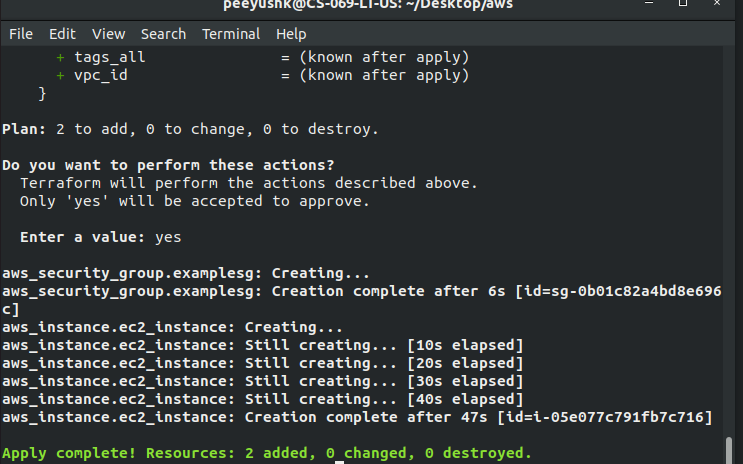 peeyushk@CS-069-LT-US: ~/Desktop/aws
File Edit View Search Terminal Help
+ tags_all = (known after apply)
+ vpc_id = (known after apply)
}
Plan: 2 to add, 0 to change, 0 to destroy.
Do you want to perform these actions?
Terraform will perform the actions described above.
Only 'yes' will be accepted to approve.
Enter a value: yes
aws_security_group.examplesg: Creating...
aws_security_group.examplesg: Creation complete after 6s [id=sg-0b01c82a4bd8e696
c]
aws_instance.ec2_instance: Creating...
aws_instance.ec2_instance: Still creating... [10s elapsed]
aws_instance.ec2_instance: Still creating... [20s elapsed]
aws_instance.ec2_instance: Still creating... [30s elapsed]
aws_instance.ec2_instance: Still creating... [40s elapsed]
aws_instance.ec2_instance: Creation complete after 47s [id=i-05e077c791fb7c716]
Apply complete! Resources: 2 added, 0 changed, 0 destroyed.